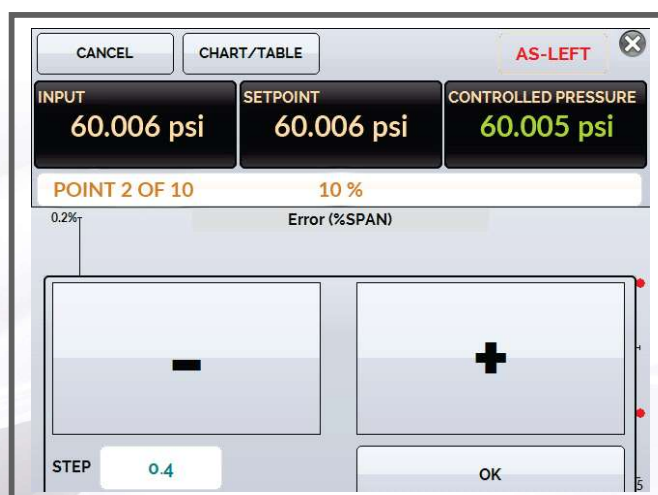 CANCEL CHART/TABLE AS-LEFT
INPUT SETPOINT CONTROLLED PRESSURE
60.006 psi 60.006 psi 60.005 psi
POINT 2 OF 10 10 %
0.2% Error (%SPAN)
- +
STEP 0.4 OK
5